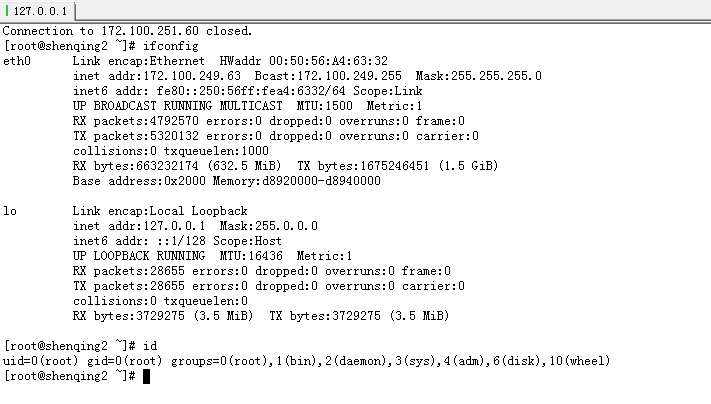 127.0.0.1
Connection to 172.100.251.60 closed.
[root@shenqing2 ~]# ifconfig
eth0      Link encap:Ethernet  HWaddr 00:50:56:A4:63:32
          inet addr:172.100.249.63  Bcast:172.100.249.255  Mask:255.255.255.0
          inet6 addr: fe80::250:56ff:fea4:6332/64 Scope:Link
          UP BROADCAST RUNNING MULTICAST  MTU:1500  Metric:1
          RX packets:4792570 errors:0 dropped:0 overruns:0 frame:0
          TX packets:5320132 errors:0 dropped:0 overruns:0 carrier:0
          collisions:0 txqueuelen:1000
          RX bytes:663232174 (632.5 MiB)  TX bytes:1675246451 (1.5 GiB)
          Base address:0x2000 Memory:d8920000-d8940000
lo        Link encap:Local Loopback
          inet addr:127.0.0.1  Mask:255.0.0.0
          inet6 addr: ::1/128 Scope:Host
          UP LOOPBACK RUNNING  MTU:16436  Metric:1
          RX packets:28655 errors:0 dropped:0 overruns:0 frame:0
          TX packets:28655 errors:0 dropped:0 overruns:0 carrier:0
          collisions:0 txqueuelen:0
          RX bytes:3729275 (3.5 MiB)  TX bytes:3729275 (3.5 MiB)
[root@shenqing2 ~]# id
uid=0(root) gid=0(root) groups=0(root),1(bin),2(daemon),3(sys),4(adm),6(disk),10(wheel)
[root@shenqing2 ~]#